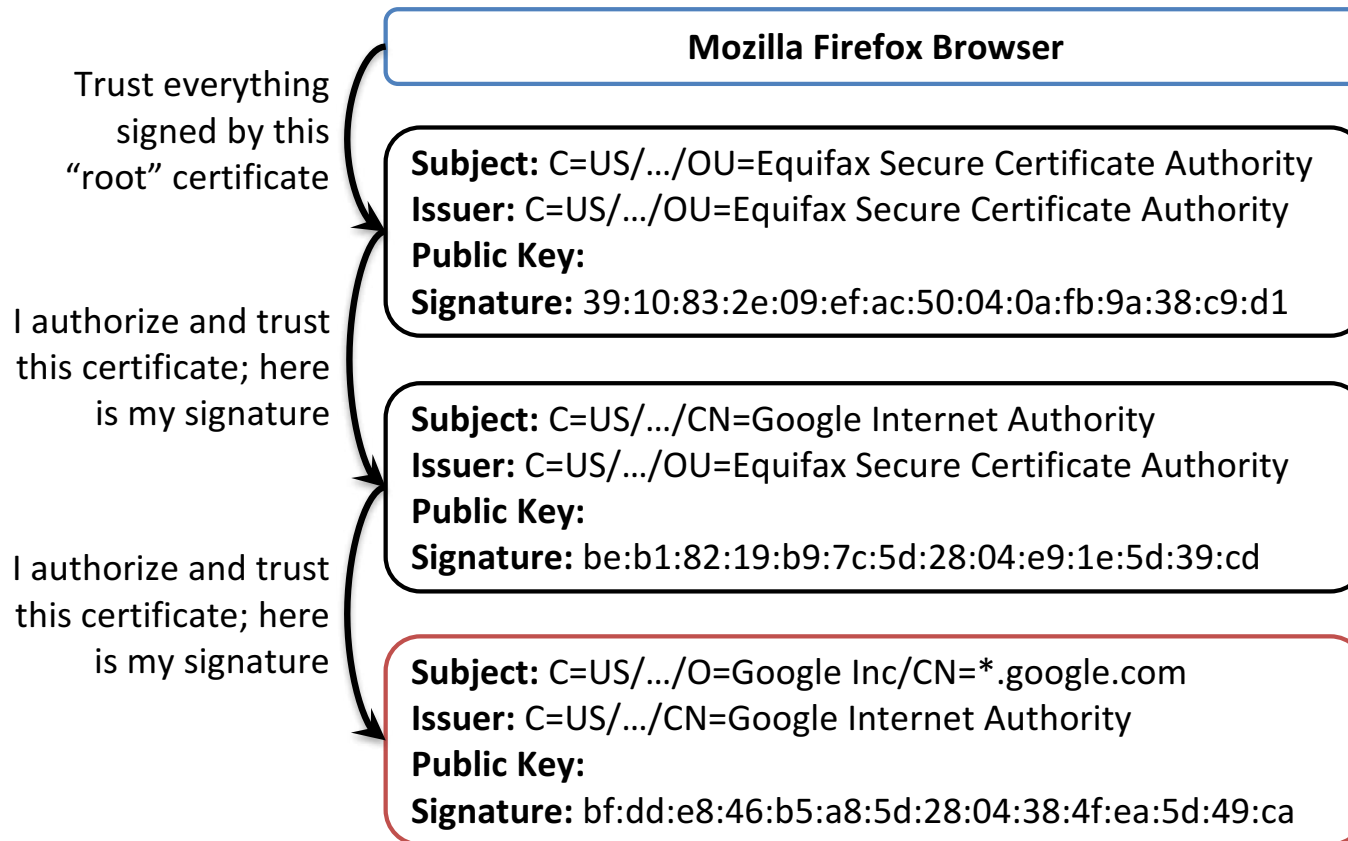 Mozilla Firefox Browser
Trust everything
signed by this
“root” certificate
Subject: C=US/…/OU=Equifax Secure Certificate Authority
Issuer: C=US/…/OU=Equifax Secure Certificate Authority
Public Key:
Signature: 39:10:83:2e:09:ef:ac:50:04:0a:fb:9a:38:c9:d1
I authorize and trust
this certificate; here
is my signature
Subject: C=US/…/CN=Google Internet Authority
Issuer: C=US/…/OU=Equifax Secure Certificate Authority
Public Key:
Signature: be:b1:82:19:b9:7c:5d:28:04:e9:1e:5d:39:cd
I authorize and trust
this certificate; here
is my signature
Subject: C=US/…/O=Google Inc/CN=*.google.com
Issuer: C=US/…/CN=Google Internet Authority
Public Key:
Signature: bf:dd:e8:46:b5:a8:5d:28:04:38:4f:ea:5d:49:ca